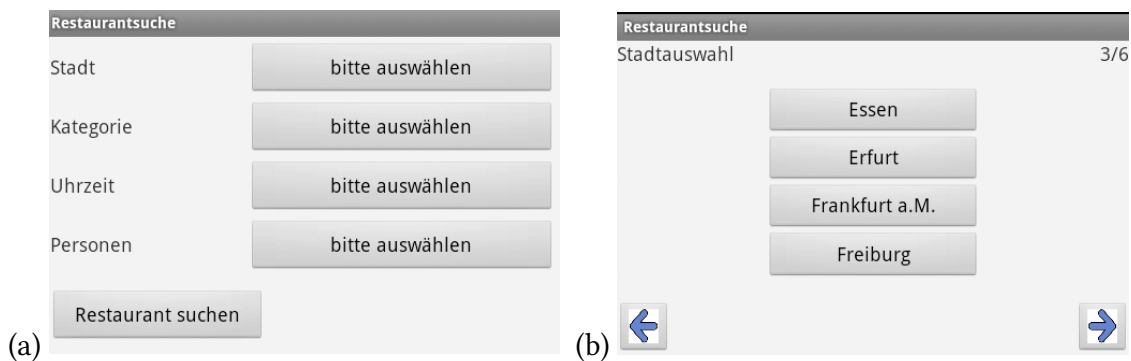 Restaurantsuche
Stadt bitte auswählen
Kategorie bitte auswählen
Uhrzeit bitte auswählen
Personen bitte auswählen
Restaurant suchen
(a)
Restaurantsuche
Stadtauswahl 3/6
Essen
Erfurt
Frankfurt a.M.
Freiburg
(b)